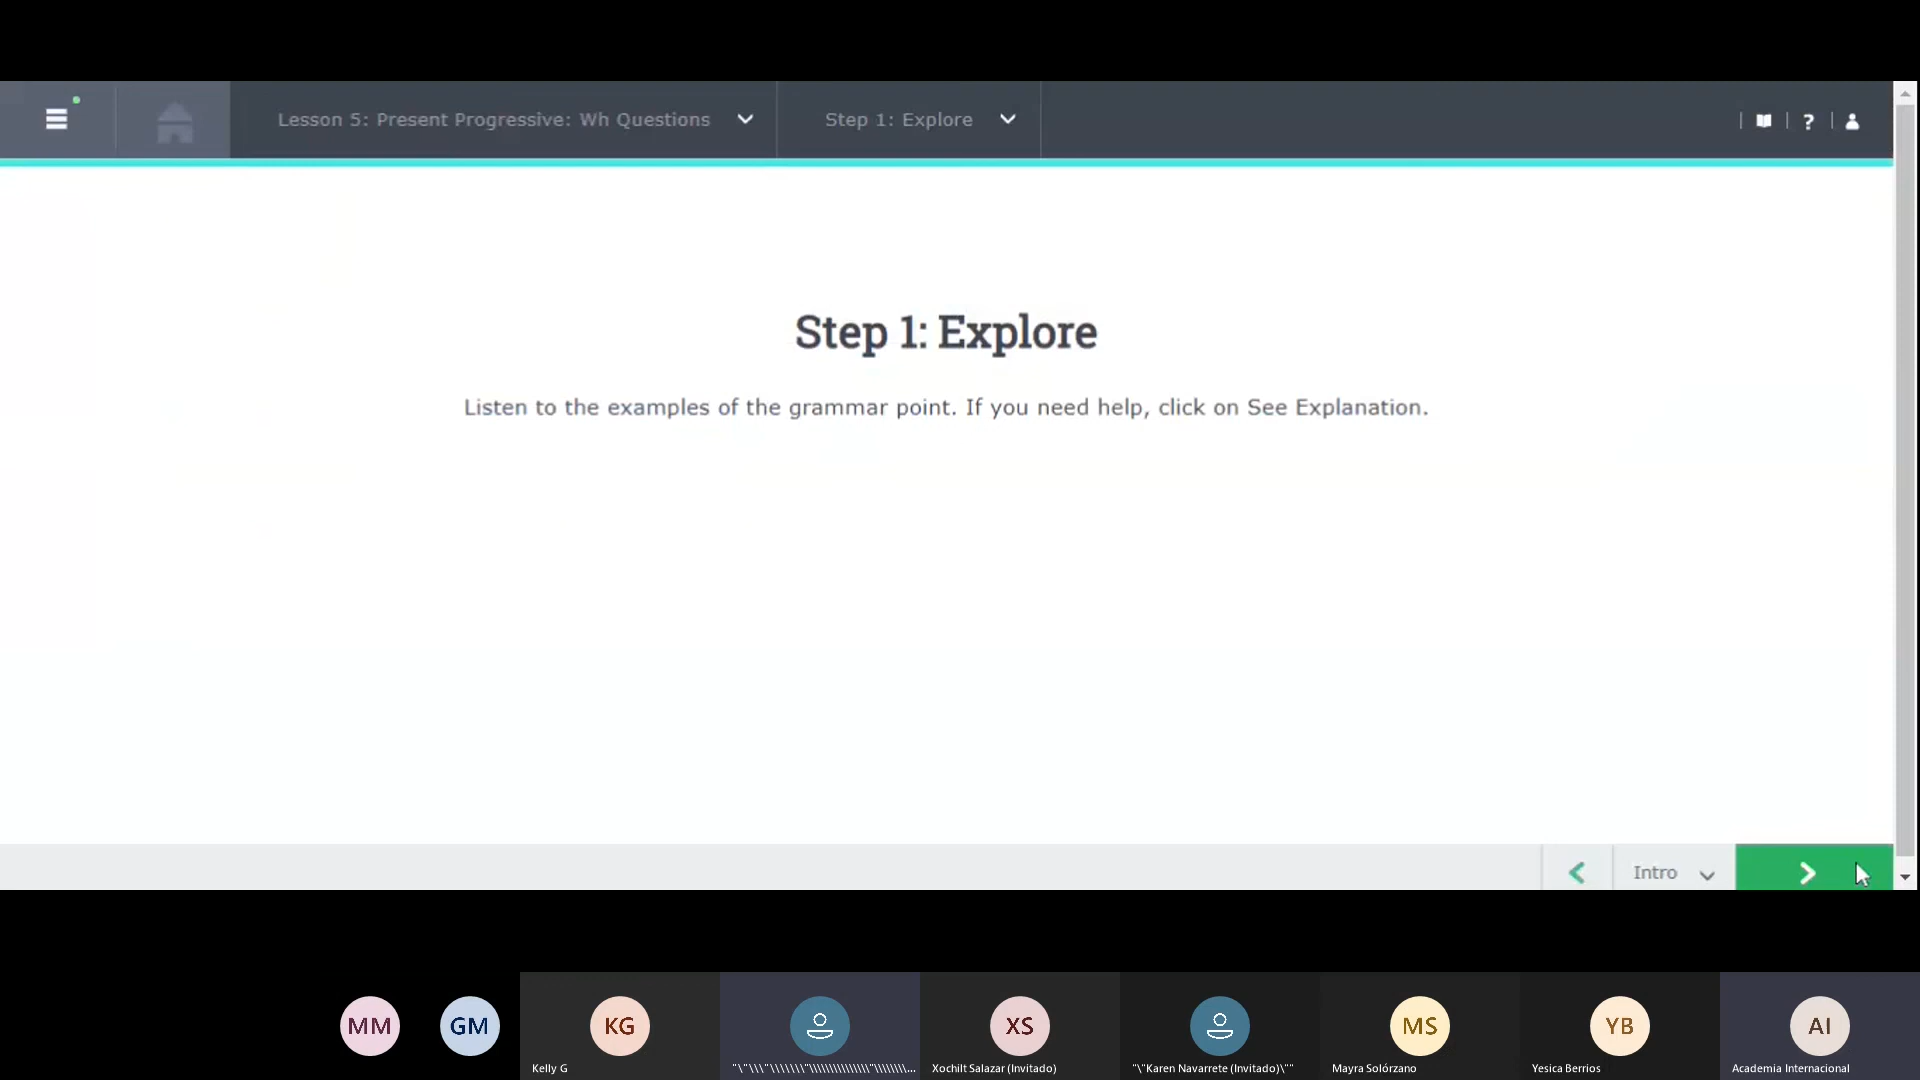 Lesson 5: Present Progressive: Wh Questions
Step 1: Explore
?
Step 1: Explore
Listen to the examples of the grammar point. If you need help, click on See Explanation.
Intro
MM
GM
KG
XS
MS
YB
AI
Kelly G
Xochilt Salazar (Invitado)
"\"Karen Navarrete (Invitado)\""
Mayra Solórzano
Yesica Berrios
Academia Internacional